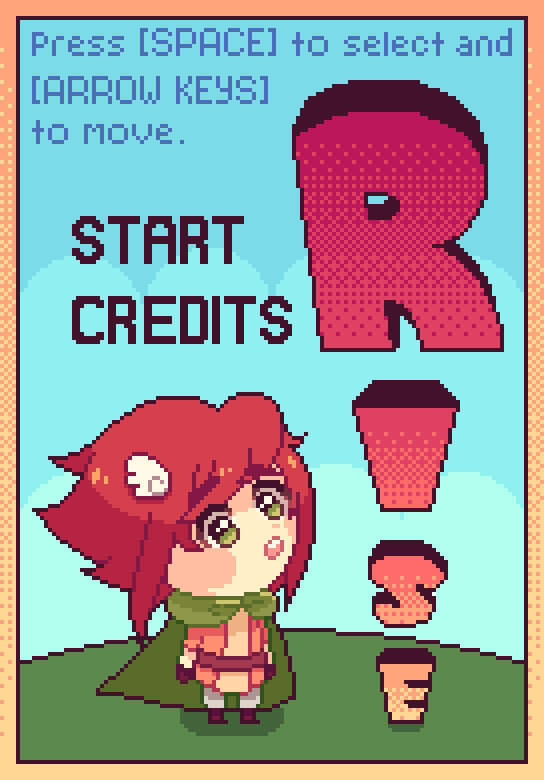 Press [SPACE] to select and
[ARROW KEYS]
to move.
START
CREDITS
R
I
S
E